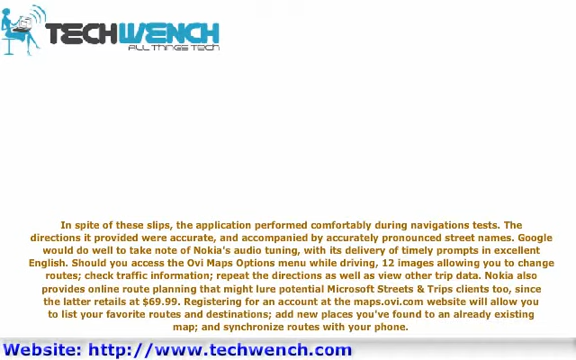 TECHWENCH
ALL THINGS TECH
In spite of these slips, the application performed comfortably during navigations tests. The
directions it provided were accurate, and accompanied by accurately pronounced street names. Google
would do well to take note of Nokia's audio tuning, with its delivery of timely prompts in excellent
English. Should you access the Ovi Maps Options menu while driving, 12 images allowing you to change
routes; check traffic information; repeat the directions as well as view other trip data. Nokia also
provides online route planning that might lure potential Microsoft Streets & Trips clients too, since
the latter retails at $69.99. Registering for an account at the maps.ovi.com website will allow you
to list your favorite routes and destinations; add new places you've found to an already existing
map; and synchronize routes with your phone.
Website: http://www.techwench.com